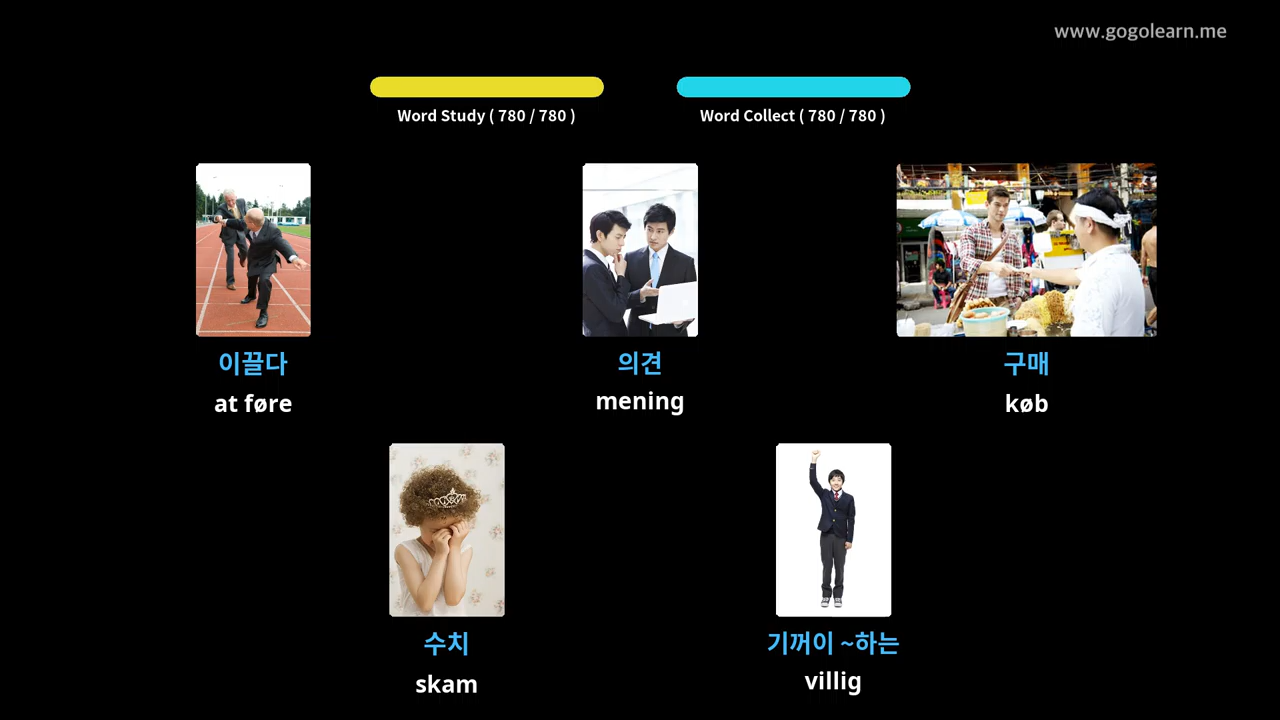 www.gogolearn.me
Word Study ( 780 / 780 )
Word Collect ( 780 / 780 )
이끌다
at føre
의견
mening
구매
køb
수치
skam
기꺼이 ~하는
villig